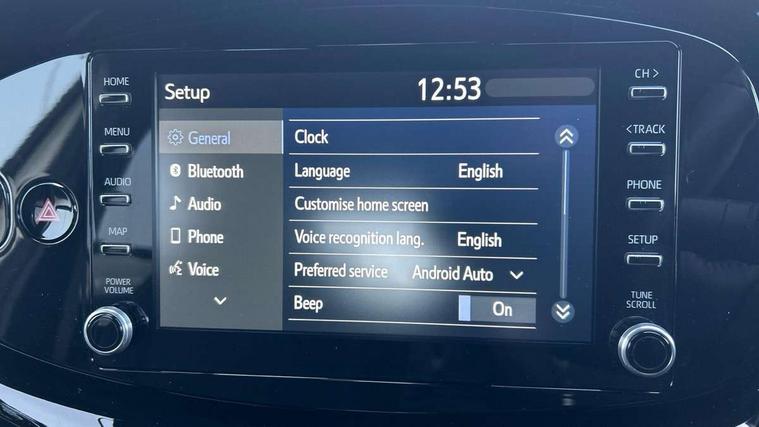 HOME
MENU
AUDIO
MAP
POWER
VOLUME
Setup 12:53
General
Bluetooth
Audio
Phone
Voice
Clock
Language English
Customise home screen
Voice recognition lang. English
Preferred service Android Auto
Beep On
CH >
<TRACK
PHONE
SETUP
TUNE
SCROLL